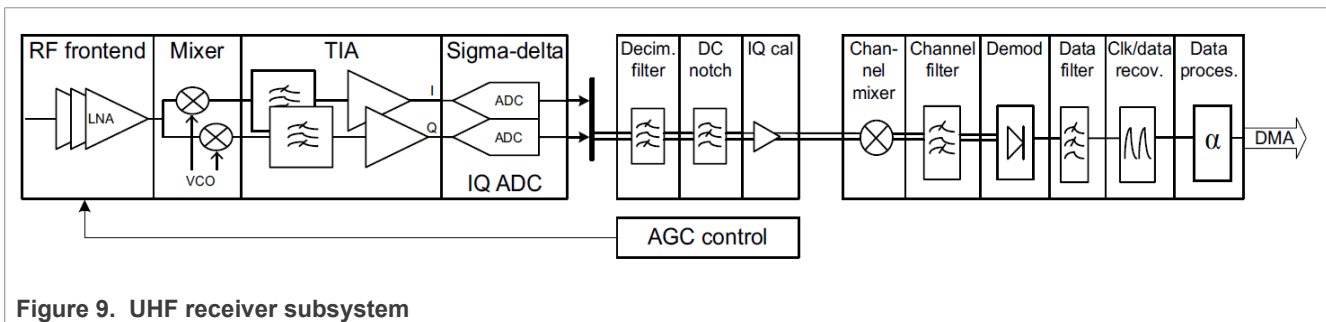 RF frontend
Mixer
TIA
Sigma-delta
Decim.
filter
DC
notch
IQ cal
Chan-
nel
mixer
Channel
filter
Demod
Data
filter
Clk/data
recov.
Data
proces.
LNA
I
Q
ADC
ADC
α
DMA
VCO
IQ ADC
AGC control
Figure 9. UHF receiver subsystem